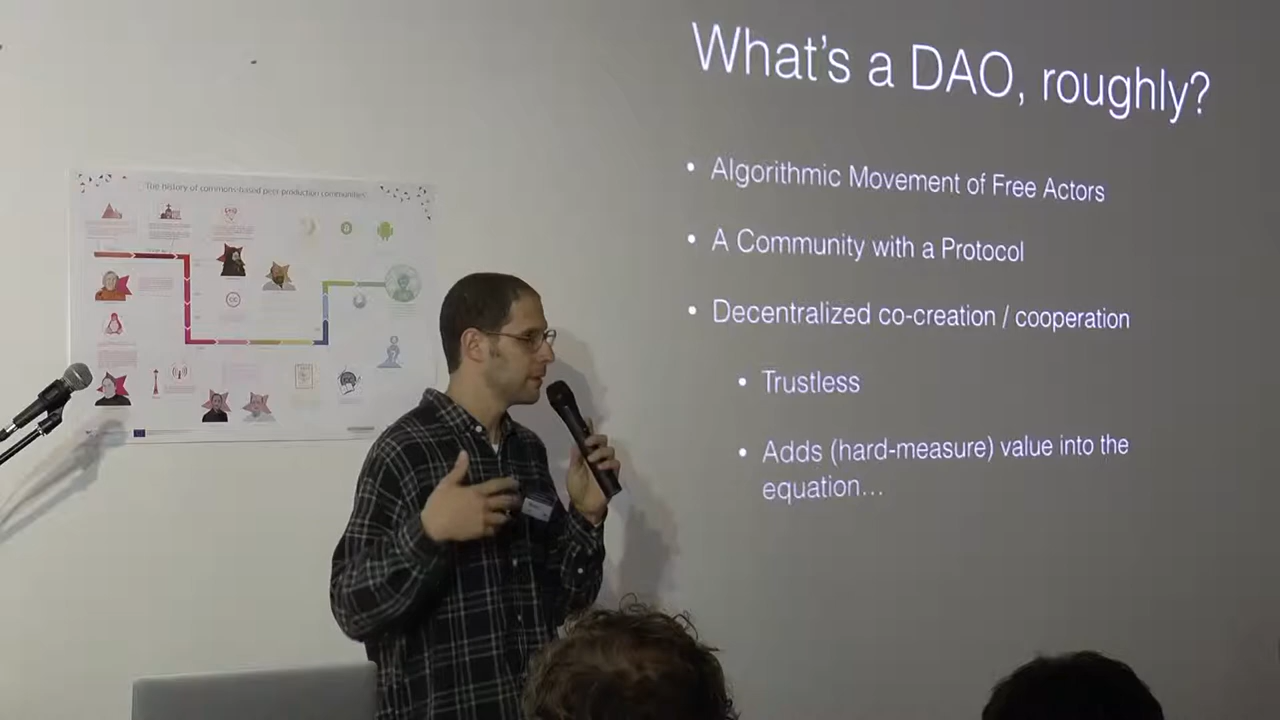 What's a DAO, roughly?
• Algorithmic Movement of Free Actors
• A Community with a Protocol
• Decentralized co-creation / cooperation
• Trustless
• Adds (hard-measure) value into the
equation...
The history of commons-based peer production communities